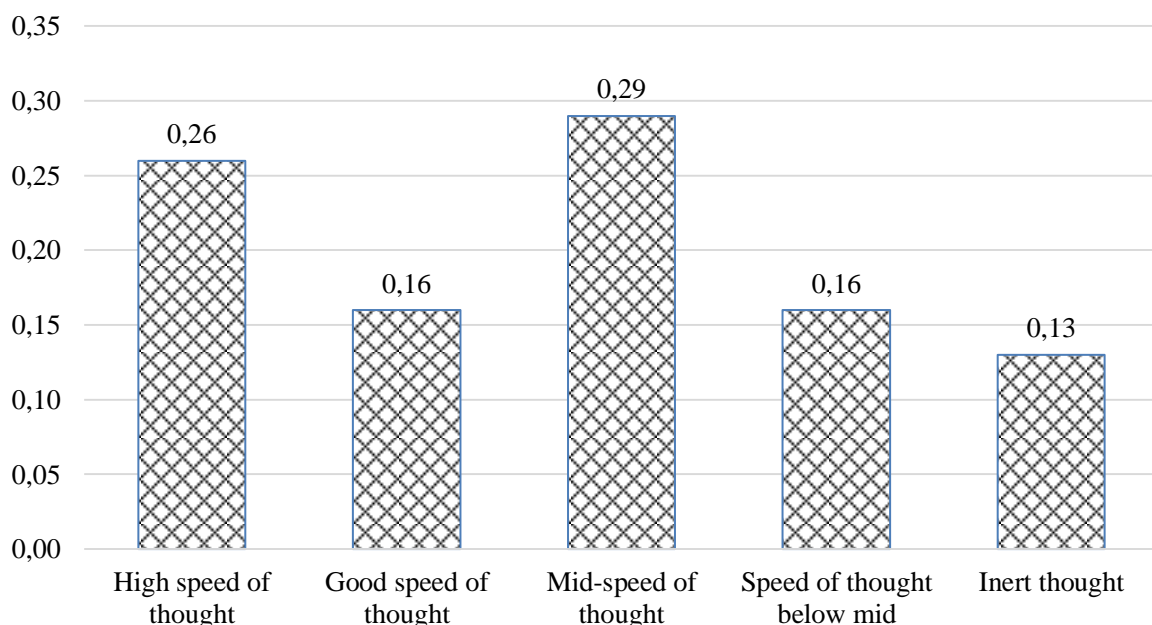 0,35
0,30
0,25
0,20
0,15
0,10
0,05
0,00
0,26
0,16
0,29
0,16
0,13
High speed of
thought
Good speed of
thought
Mid-speed of
thought
Speed of thought
below mid
Inert thought